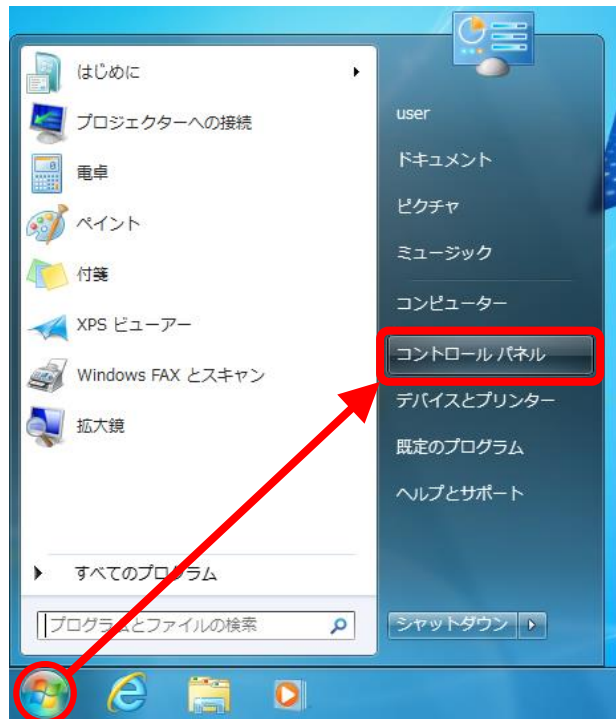 はじめに
プロジェクターへの接続
電卓
ペイント
付箋
XPS ビューアー
Windows FAX とスキャン
拡大鏡
すべてのプログラム
プログラムとファイルの検索
user
ドキュメント
ピクチャ
ミュージック
コンピューター
コントロール パネル
デバイスとプリンター
既定のプログラム
ヘルプとサポート
シャットダウン